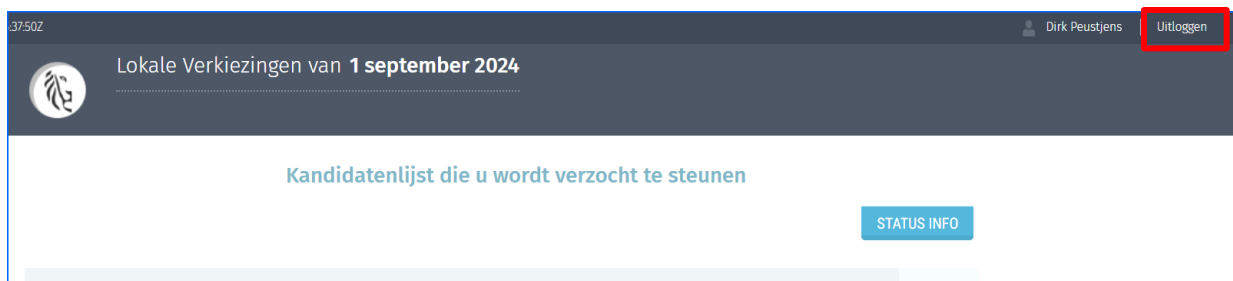 :37:50Z
Dirk Peustjens | Uitloggen
Lokale Verkiezingen van 1 september 2024
Kandidatenlijst die u wordt verzocht te steunen
STATUS INFO